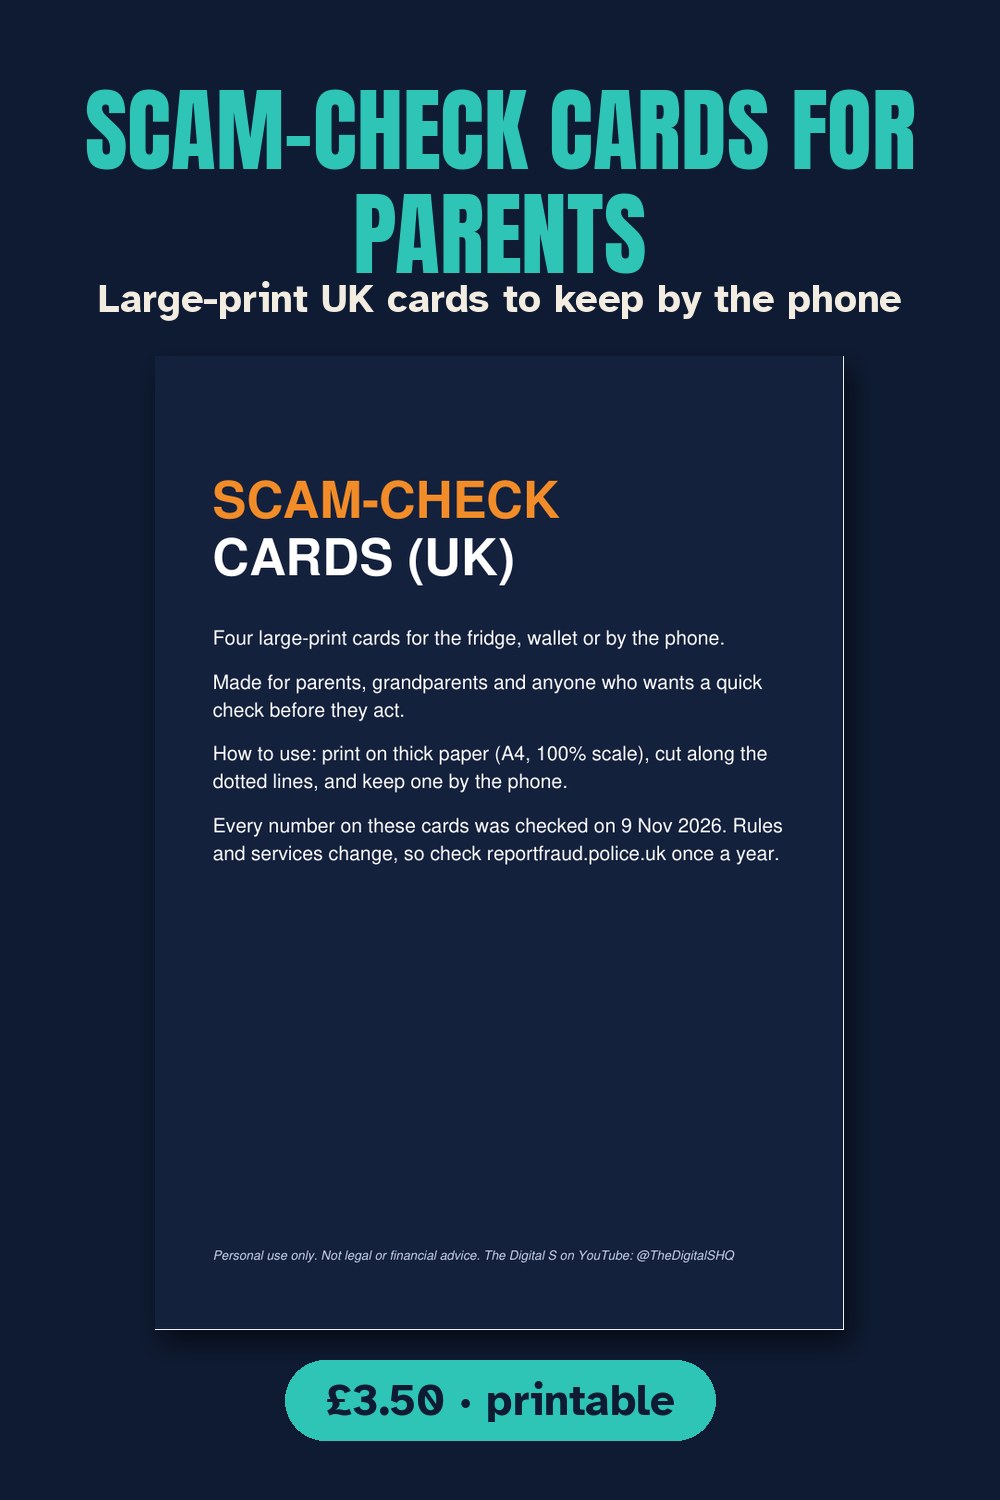 SCAM-CHECK CARDS FOR
PARENTS
Large-print UK cards to keep by the phone
SCAM-CHECK
CARDS (UK)
Four large-print cards for the fridge, wallet or by the phone.
Made for parents, grandparents and anyone who wants a quick
check before they act.
How to use: print on thick paper (A4, 100% scale), cut along the
dotted lines, and keep one by the phone.
Every number on these cards was checked on 9 Nov 2026. Rules
and services change, so check reportfraud.police.uk once a year.
Personal use only. Not legal or financial advice. The Digital S on YouTube: @TheDigitalSHQ
£3.50 · printable